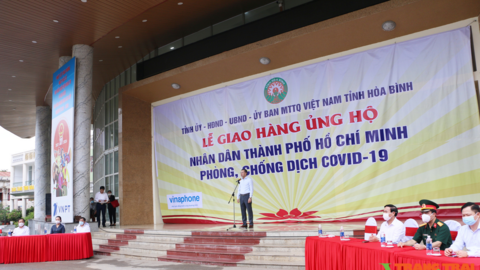 TỈNH ỦY - HĐND - UBND - ỦY BAN MTTQ VIỆT NAM TỈNH HÒA BÌNH
LỄ GIAO HÀNG ỦNG HỘ
NHÂN DÂN THÀNH PHỐ HỒ CHÍ MINH
PHÒNG, CHỐNG DỊCH COVID-19
vinaphone
VNPT